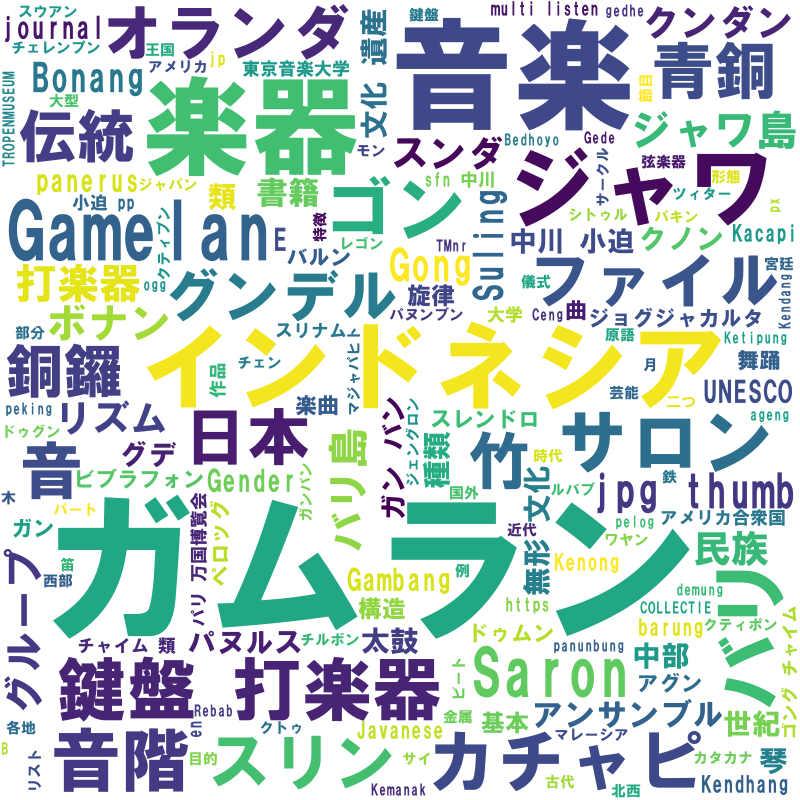 スウアン
オランダ
音楽
鍵盤
multi listen
gedhe
クンダン
journal
チェレンブン
王国
jp
アメリカ
遺産
文化
青銅
Bonang
大型
東京音楽大学
TROPENMUSEUM
伝統
楽器
モン
Bedhoyo
Gede
ジャワ島
スンダ
弦楽器
サークル
形態
ツィター
panerus
ジャバン
類
書籍
sfn 中川
ジャワ
シトゥル
パキン
px
小迫 pp
ゴン
Suling
中川 小迫
クノン
Kacapi
Gamelan
クティプン
E
特徴
バルン
レゴン
TMnr
Gong
儀式
ファイル
宮廷
Kendang
打楽器
ogg
グンデル
旋律
パヌンブン
大学
Ceng
曲
ジョグジャカルタ
ボナン
部分
スリナムト
インドネシア
原語
Ketipung
月
舞踊
銅鑼
チェン
作品
マジャパヒト
芸能
二つ
UNESCO
peking
リズム
楽曲
ageng
ドゥグン
グデ
日本
ガン バン
ジェングロン
スレンドロ
種類
竹
サロン
音
ビブラフォン
Gender
ガンバン
バリ島
国外
時代
ルバブ
文化
鉄
jpg thumb
木
パート
ガン
万国博覧会
バリ
ペロッグ
近代
無形
pelog
ワヤン
アメリカ合衆国
笛
西部
ガムラン
Gambang
例
Kenong
民族
グループ
構造
https
demung
COLLECTIE
バリ
チャイム 類
パヌルス
チルボン
太鼓
ドゥムン
barung
クティポン
panunbung
ゴング チャイム
鍵盤 打楽器
Saron
中部
アグン
ビート
各地
Rebab
en
クトゥ
Javanese
金属
基本
アンサンブル
マレーシア
世紀
B
リスト
音階
目的
スリン
サイ
カチャピ
カタカナ
琴
Kemanak
古代
北西
Kendhang